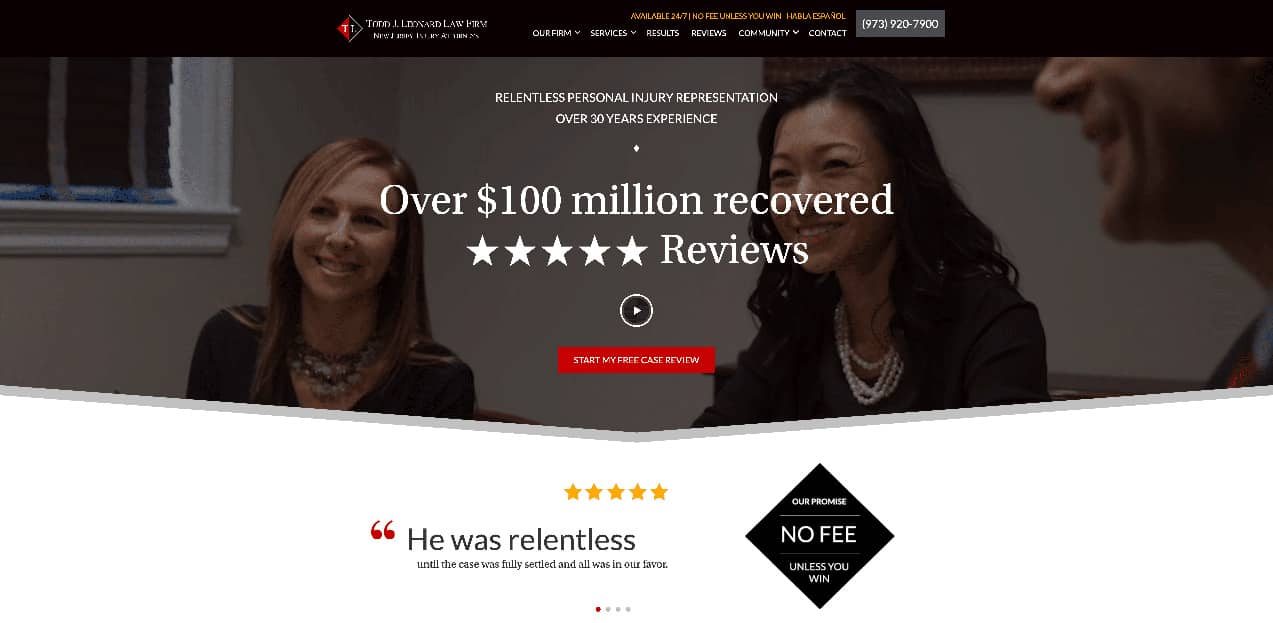 TL
TODD J. LEONARD LAW FIRM
NEW JERSEY INJURY ATTORNEYS
AVAILABLE 24/7 | NO FEE UNLESS YOU WIN | HABLA ESPAÑOL
(973) 920-7900
OUR FIRM SERVICES RESULTS REVIEWS COMMUNITY CONTACT
RELENTLESS PERSONAL INJURY REPRESENTATION
OVER 30 YEARS EXPERIENCE
Over $100 million recovered
★★★★★ Reviews
START MY FREE CASE REVIEW
“ He was relentless
until the case was fully settled and all was in our favor.
OUR PROMISE
NO FEE
UNLESS YOU
WIN